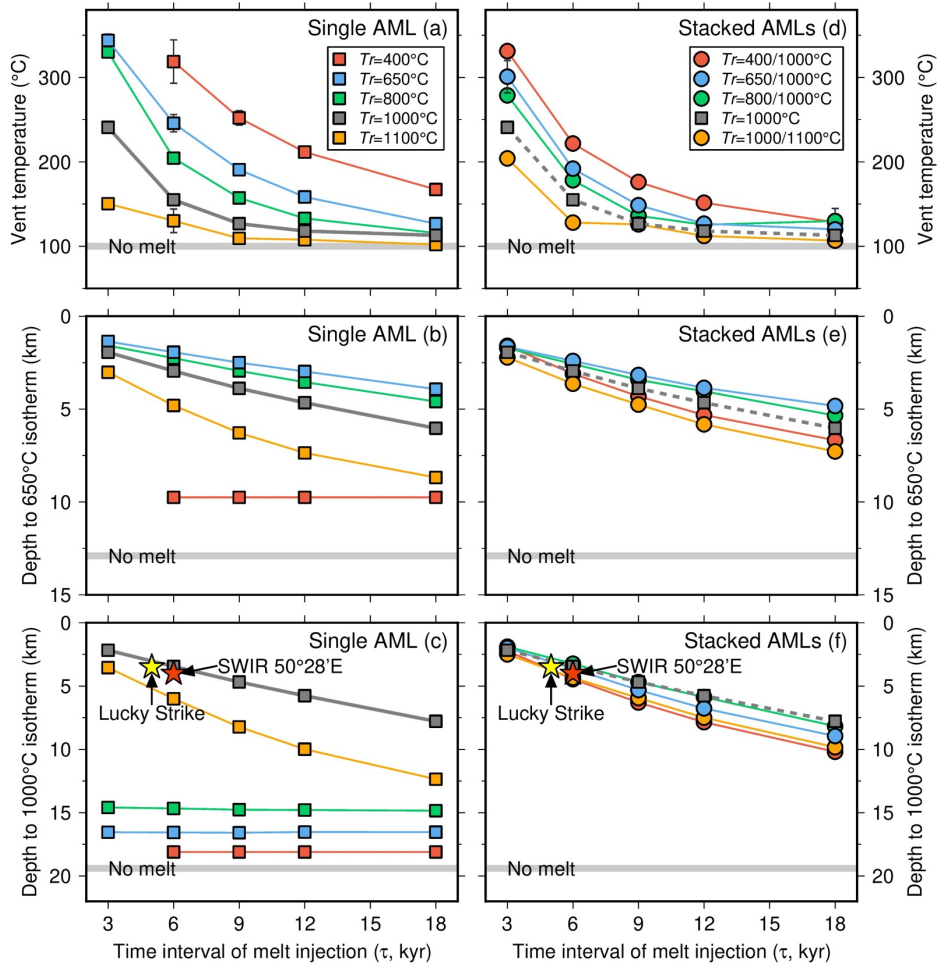 Single AML (a)
Tr=400°C
Tr=650°C
Tr=800°C
Tr=1000°C
Tr=1100°C
No melt
Vent temperature (°C)
300
200
100
Stacked AMLs (d)
Tr=400/1000°C
Tr=650/1000°C
Tr=800/1000°C
Tr=1000°C
Tr=1000/1100°C
No melt
300
200
100
Vent temperature (°C)
Single AML (b)
No melt
Depth to 650°C isotherm (km)
0
5
10
15
Stacked AMLs (e)
No melt
0
5
10
15
Depth to 650°C isotherm (km)
Single AML (c)
SWIR 50°28'E
Lucky Strike
No melt
Depth to 1000°C isotherm (km)
0
5
10
15
20
3 6 9 12 15 18
Time interval of melt injection (τ, kyr)
Stacked AMLs (f)
SWIR 50°28'E
Lucky Strike
No melt
0
5
10
15
20
Depth to 1000°C isotherm (km)
3 6 9 12 15 18
Time interval of melt injection (τ, kyr)